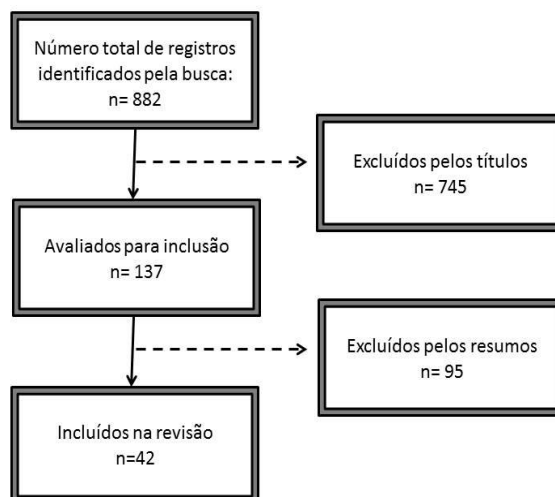 Número total de registros
identificados pela busca:
n= 882
Excluídos pelos títulos
n= 745
Avaliados para inclusão
n= 137
Excluídos pelos resumos
n= 95
Incluídos na revisão
n=42